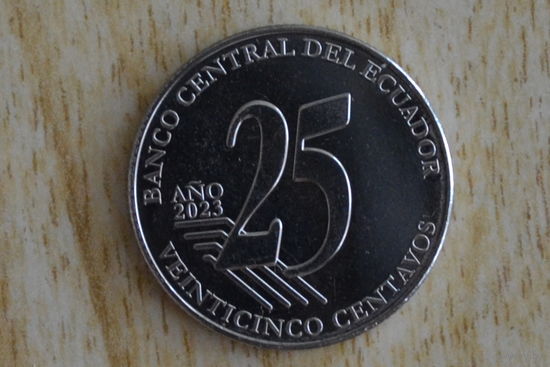 BANCO CENTRAL DEL ECUADOR
25
AÑO
2023
VEINTICINCO CENTAVOS